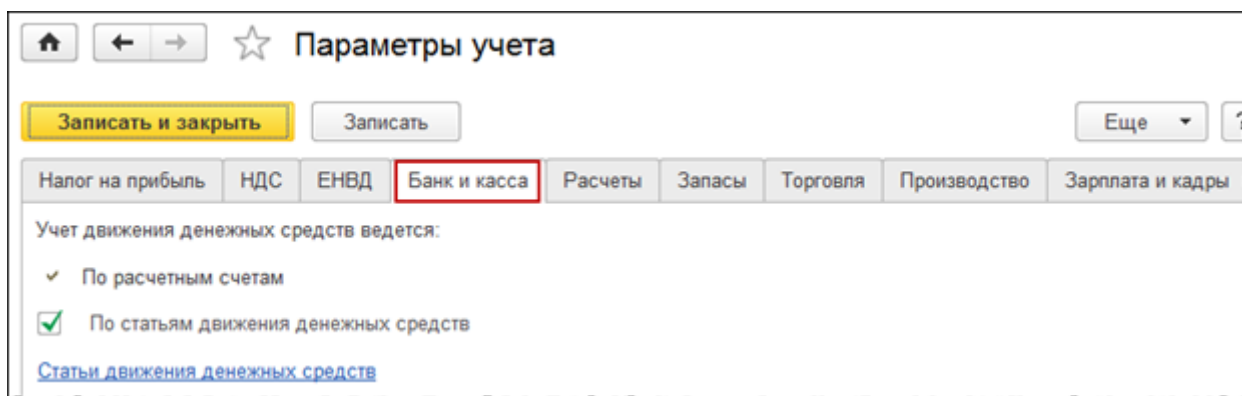 Параметры учета
Записать и закрыть Записать Еще ?
Налог на прибыль НДС ЕНВД Банк и касса Расчеты Запасы Торговля Производство Зарплата и кадры
Учет движения денежных средств ведется:
По расчетным счетам
По статьям движения денежных средств
Статьи движения денежных средств